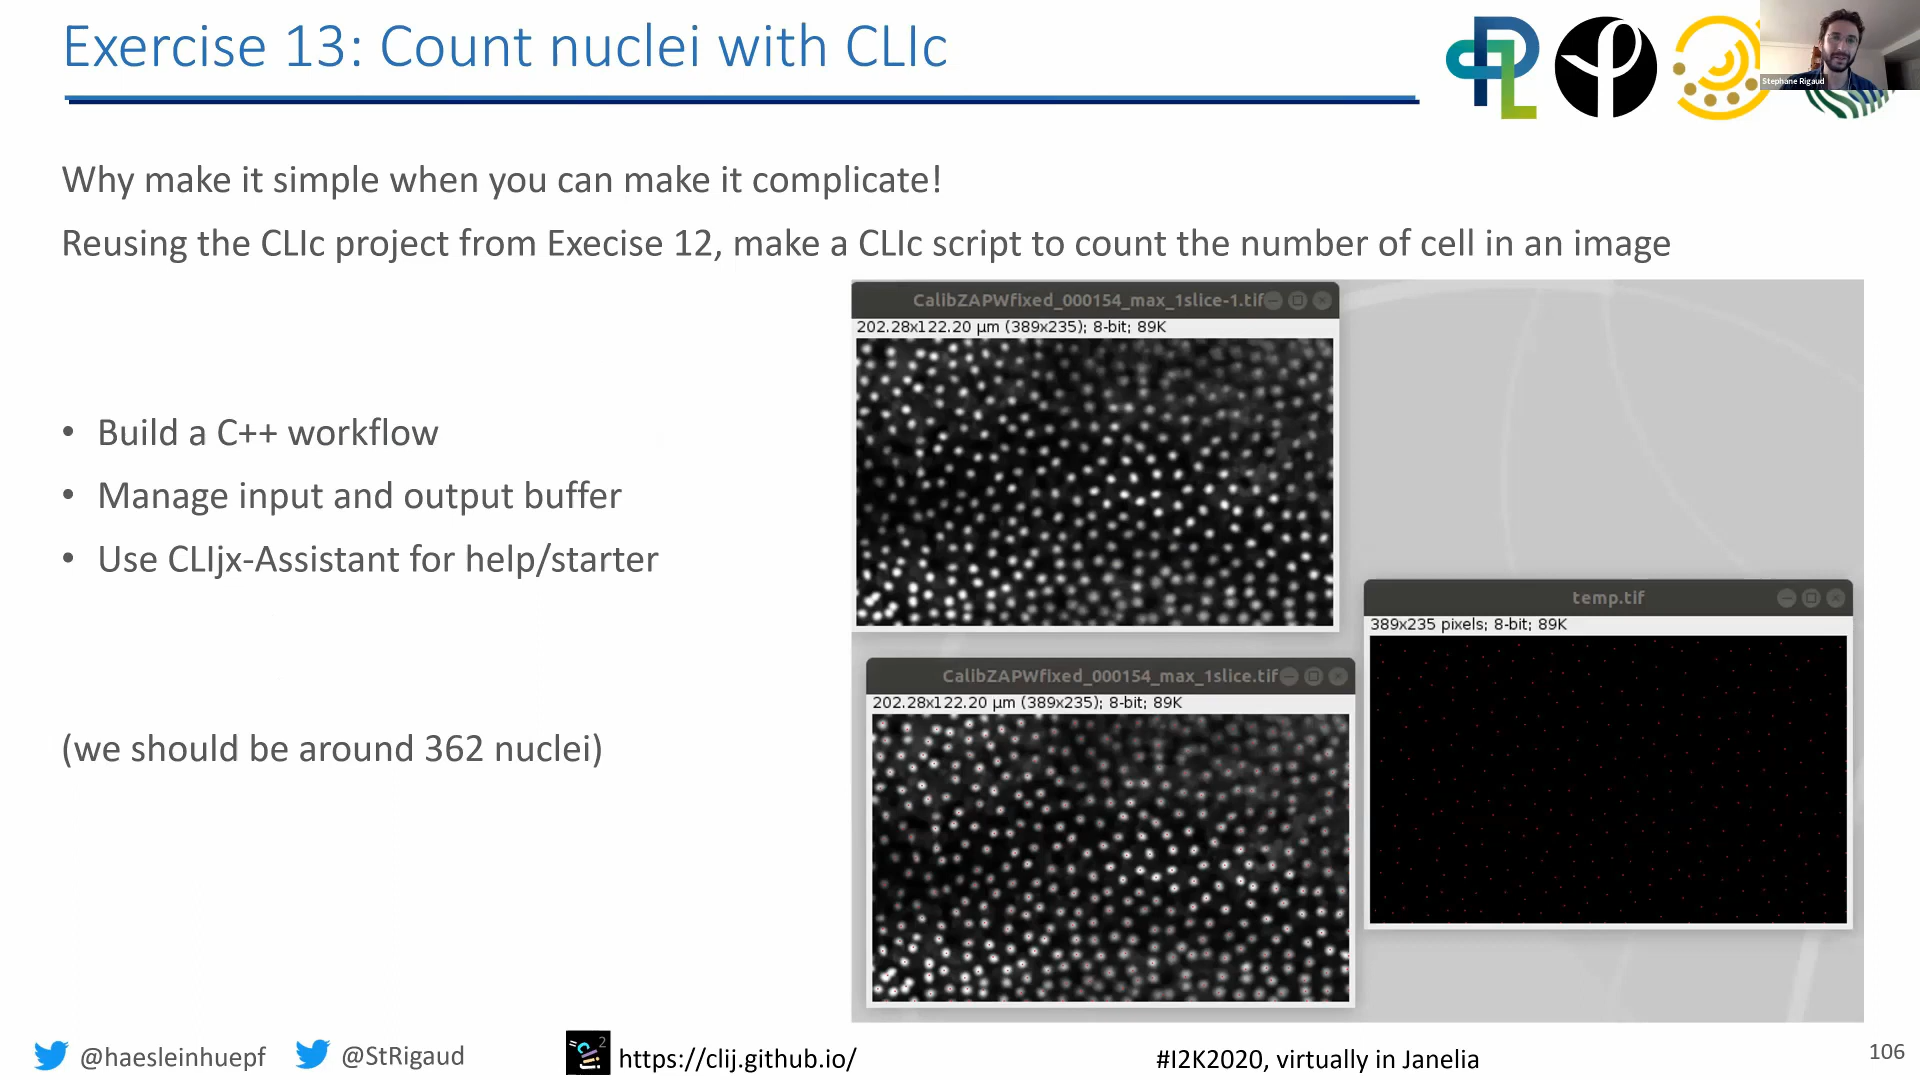 Exercise 13: Count nuclei with CLIc
Stephane Rigaud
Why make it simple when you can make it complicate!
Reusing the CLIc project from Execise 12, make a CLIc script to count the number of cell in an image
• Build a C++ workflow
• Manage input and output buffer
• Use CLIjx-Assistant for help/starter
(we should be around 362 nuclei)
CalibZAPWfixed_000154_max_1slice-1.tif
202.28x122.20 µm (389x235); 8-bit; 89K
temp.tif
389x235 pixels; 8-bit; 89K
CalibZAPWfixed_000154_max_1slice.tif
202.28x122.20 µm (389x235); 8-bit; 89K
@haesleinhuepf
@StRigaud
https://clij.github.io/
#I2K2020, virtually in Janelia
106